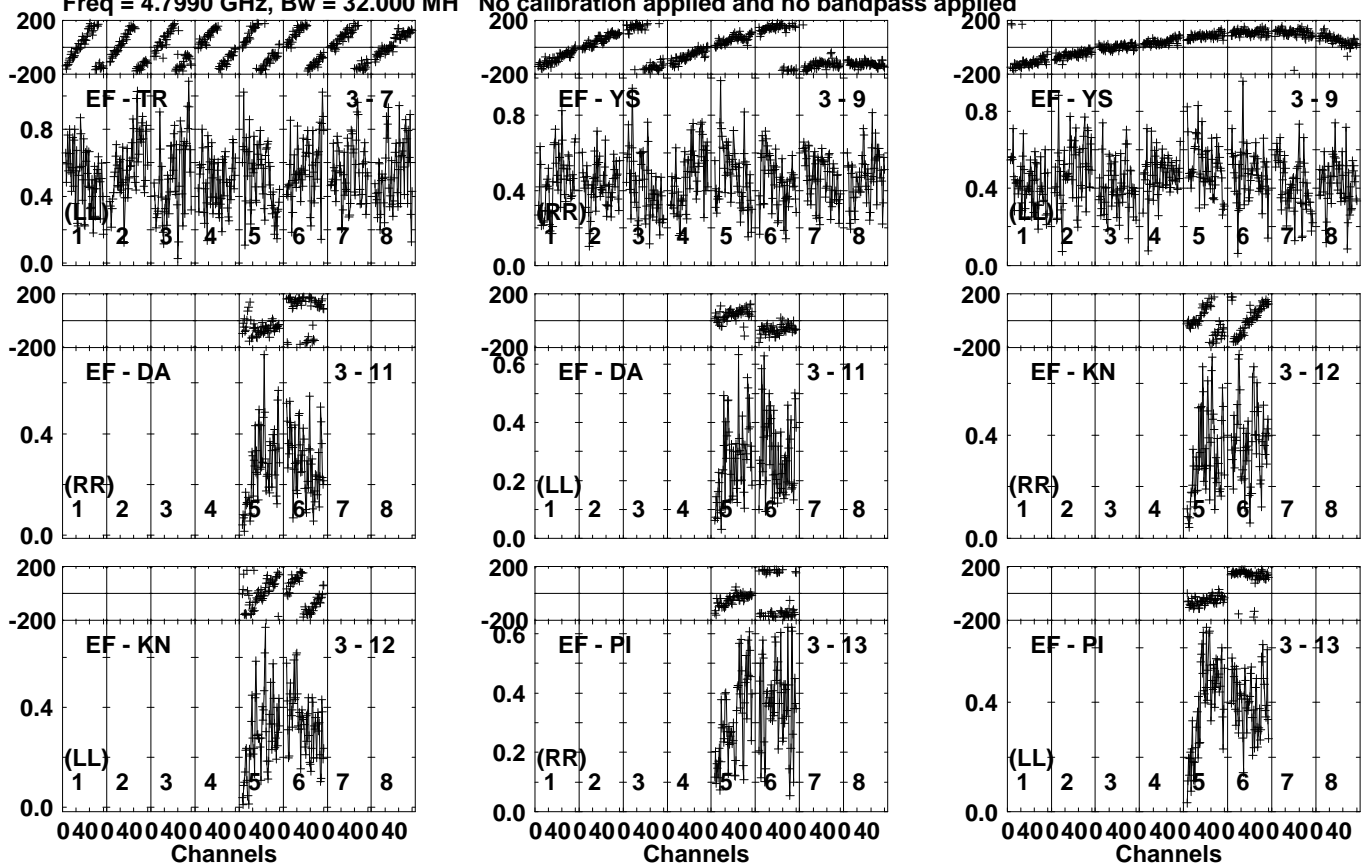 Freq = 4.7990 GHz, Bw = 32.000 MH No calibration applied and no bandpass applied
200
-200
EF - TR 3 - 7
0.8
0.4
(LL)
1 2 3 4 5 6 7 8
0.0
200
-200
EF - YS 3 - 9
0.8
0.4
(RR)
1 2 3 4 5 6 7 8
0.0
200
-200
EF - YS 3 - 9
0.8
0.4
(LL)
1 2 3 4 5 6 7 8
0.0
200
-200
EF - DA 3 - 11
0.4
(RR)
1 2 3 4 5 6 7 8
0.0
200
-200
0.6
EF - DA 3 - 11
0.4
0.2
(LL)
1 2 3 4 5 6 7 8
0.0
200
-200
EF - KN 3 - 12
0.4
(RR)
1 2 3 4 5 6 7 8
0.0
200
-200
EF - KN 3 - 12
0.4
(LL)
1 2 3 4 5 6 7 8
0.0
0 40 0 40 0 40 0 40 0 40 0 40 0 40 0 40
Channels
200
-200
0.6
EF - PI 3 - 13
0.4
0.2
(RR)
1 2 3 4 5 6 7 8
0.0
0 40 0 40 0 40 0 40 0 40 0 40 0 40 0 40
Channels
200
-200
EF - PI 3 - 13
0.4
(LL)
1 2 3 4 5 6 7 8
0.0
0 40 0 40 0 40 0 40 0 40 0 40 0 40 0 40
Channels